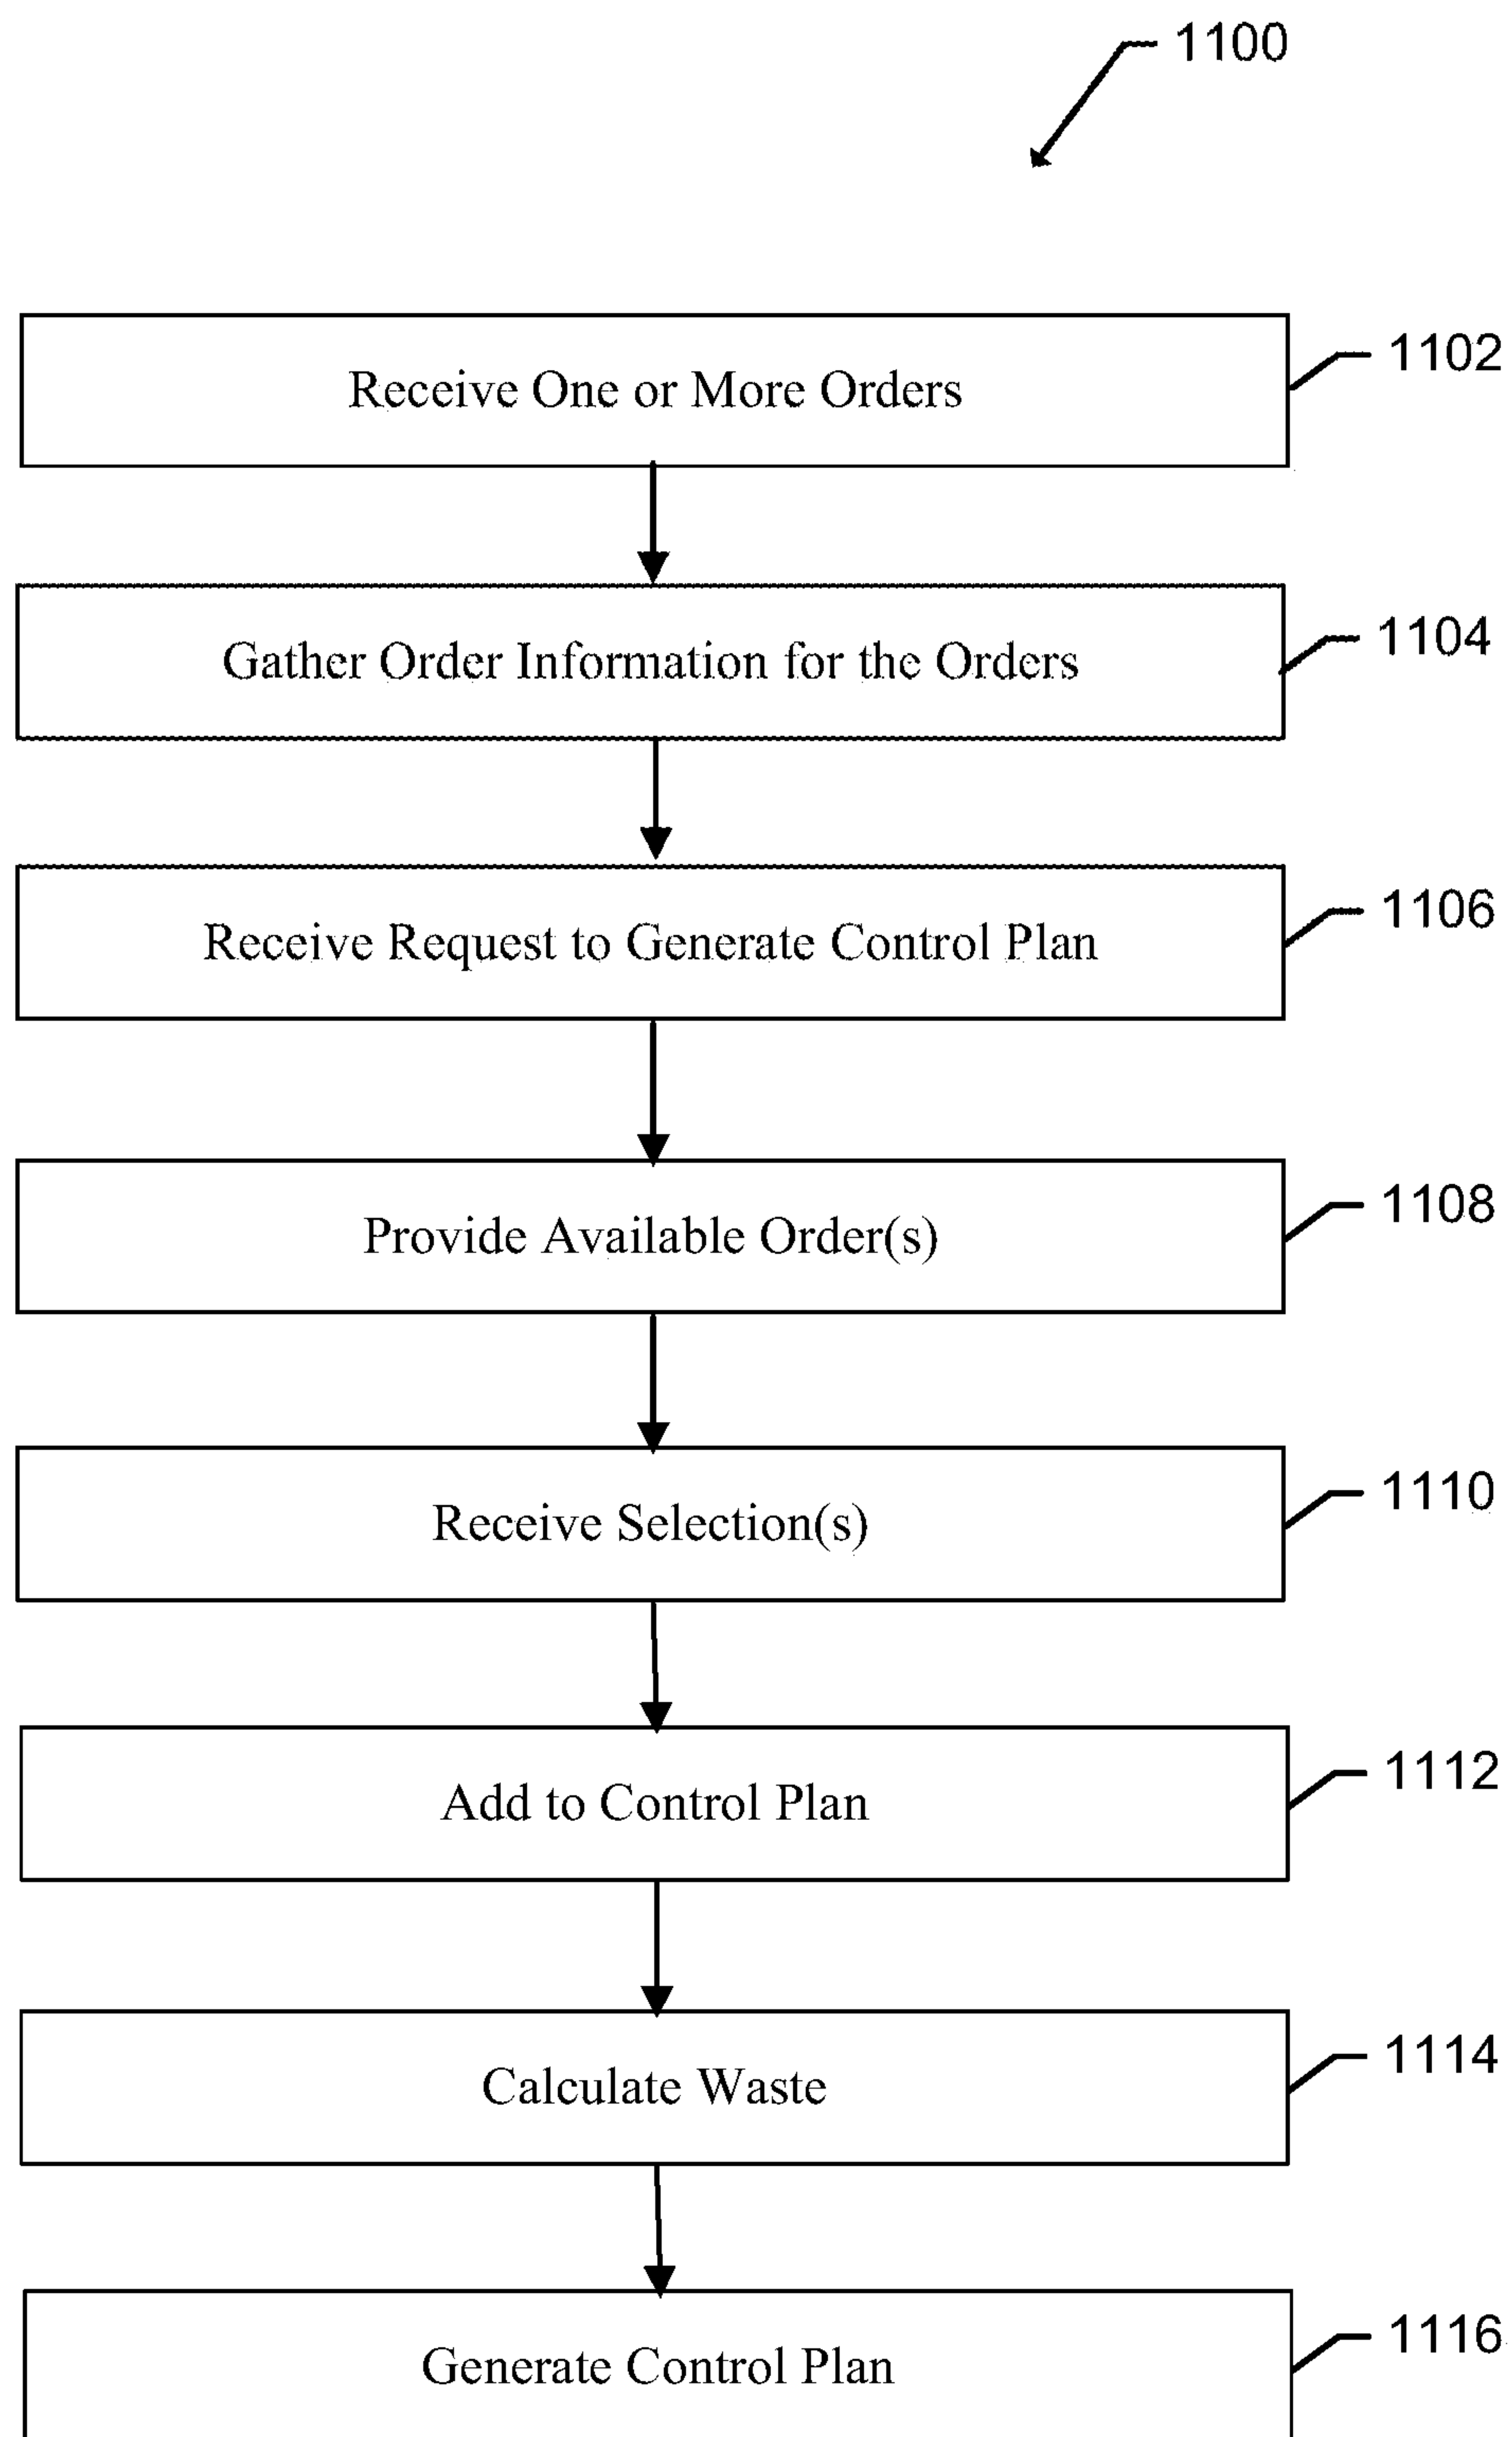 1100
Receive One or More Orders
1102
Gather Order Information for the Orders
1104
Receive Request to Generate Control Plan
1106
Provide Available Order(s)
1108
Receive Selection(s)
1110
Add to Control Plan
1112
Calculate Waste
1114
Generate Control Plan
1116